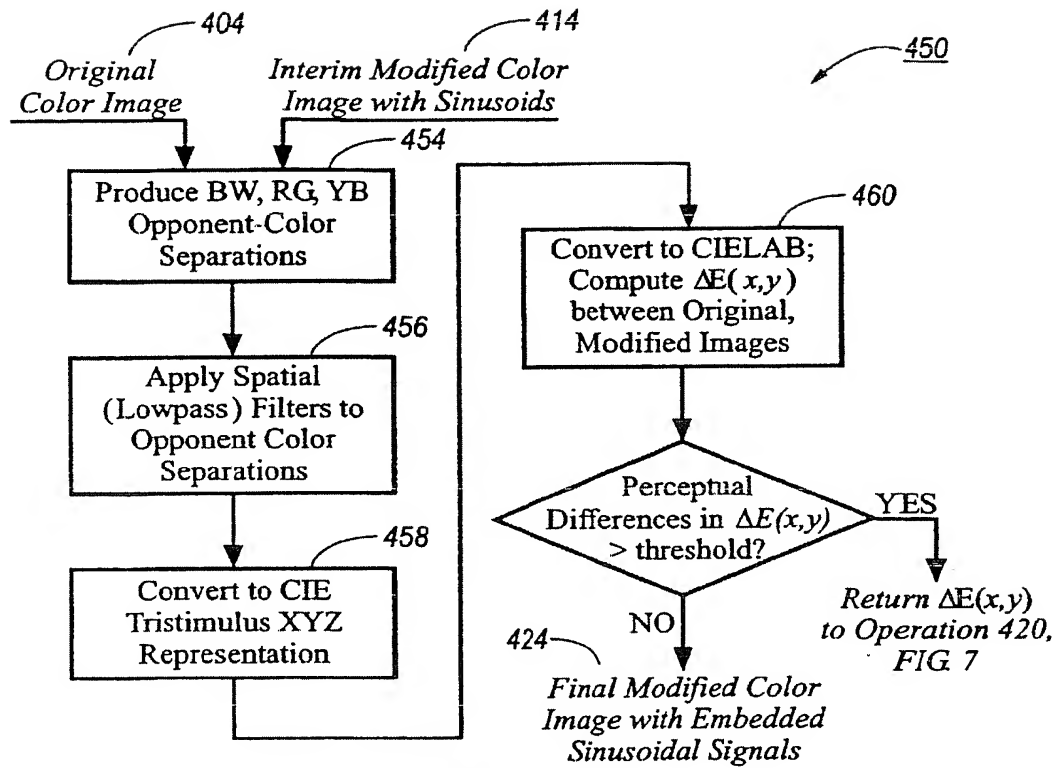 404
Original
Color Image
414
Interim Modified Color
Image with Sinusoids
450
454
Produce BW, RG, YB
Opponent-Color
Separations
456
Apply Spatial
(Lowpass) Filters to
Opponent Color
Separations
458
Convert to CIE
Tristimulus XYZ
Representation
460
Convert to CIELAB;
Compute ΔE(x,y)
between Original,
Modified Images
Perceptual
Differences in ΔE(x,y)
> threshold?
YES
Return ΔE(x,y)
to Operation 420,
FIG. 7
NO
424
Final Modified Color
Image with Embedded
Sinusoidal Signals